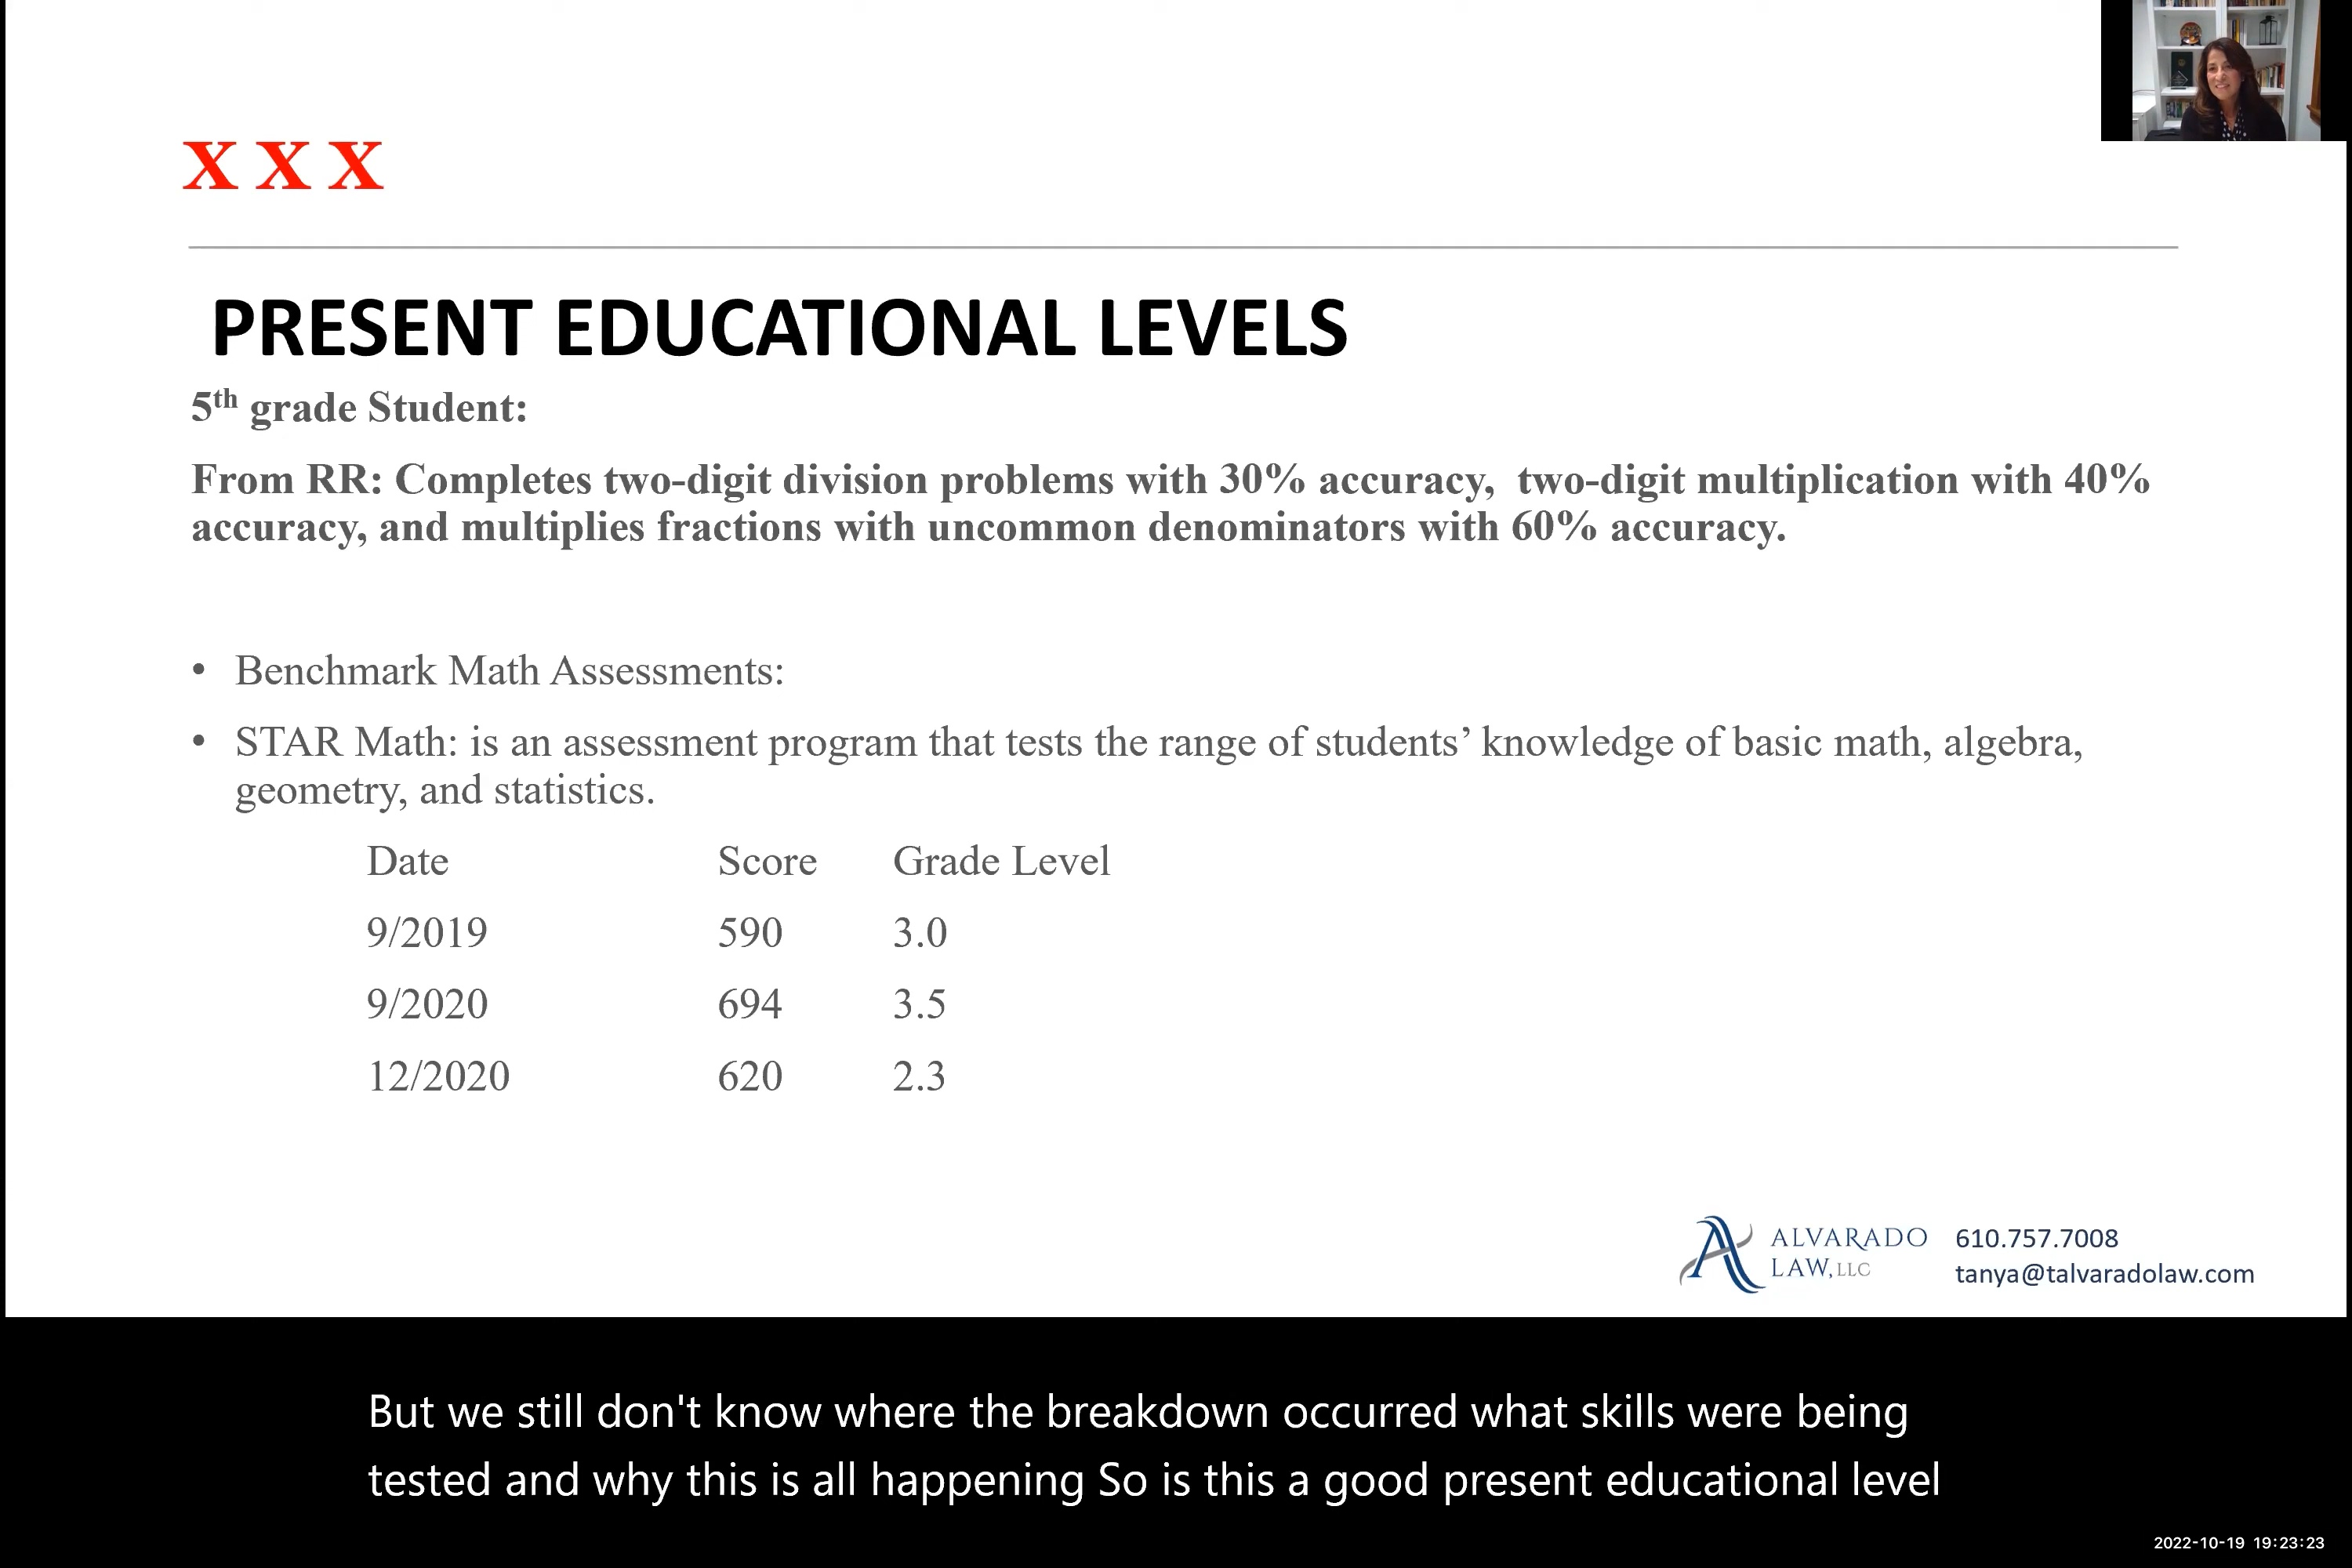 X X X
PRESENT EDUCATIONAL LEVELS
5th grade Student:
From RR: Completes two-digit division problems with 30% accuracy,  two-digit multiplication with 40%
accuracy, and multiplies fractions with uncommon denominators with 60% accuracy.
• Benchmark Math Assessments:
• STAR Math: is an assessment program that tests the range of students’ knowledge of basic math, algebra,
geometry, and statistics.
Date Score Grade Level
9/2019 590 3.0
9/2020 694 3.5
12/2020 620 2.3
ALVARADO
LAW, LLC
610.757.7008
tanya@talvaradolaw.com
But we still don't know where the breakdown occurred what skills were being
tested and why this is all happening So is this a good present educational level
2022-10-19 19:23:23